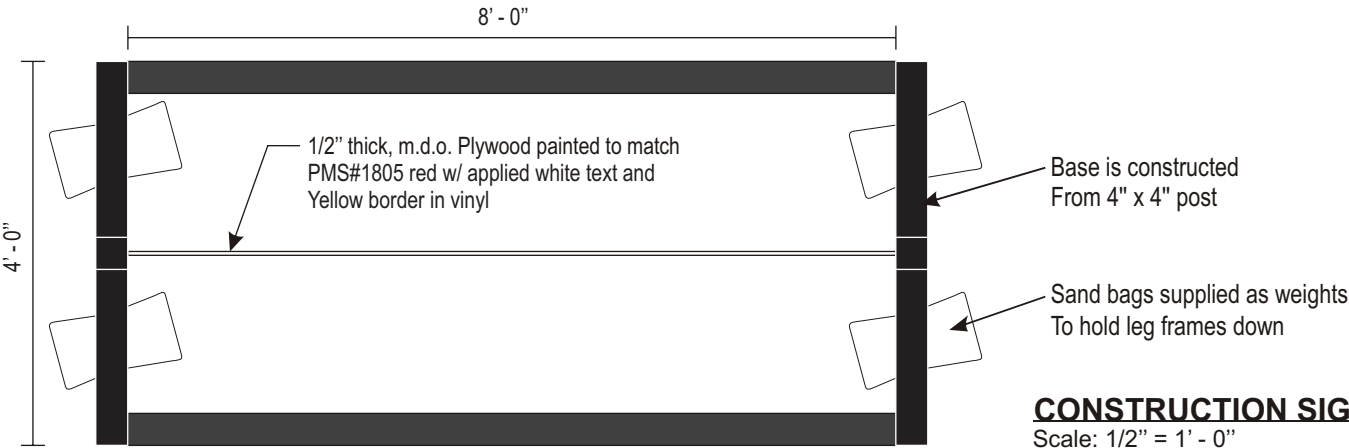 8’ - 0”
4’ - 0”
1/2” thick, m.d.o. Plywood painted to match
PMS#1805 red w/ applied white text and
Yellow border in vinyl
Base is constructed
From 4" x 4" post
Sand bags supplied as weights
To hold leg frames down
CONSTRUCTION SIG
Scale: 1/2” = 1’ - 0”